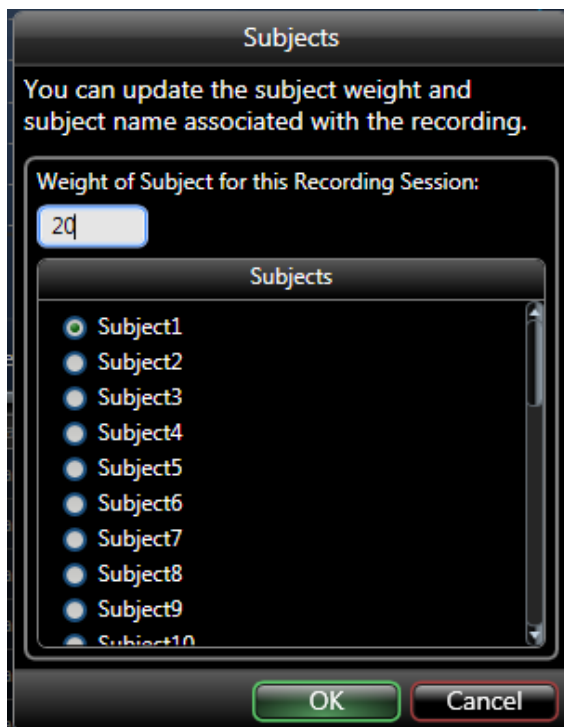 Subjects
You can update the subject weight and
subject name associated with the recording.
Weight of Subject for this Recording Session:
20
Subjects
Subject1
Subject2
Subject3
Subject4
Subject5
Subject6
Subject7
Subject8
Subject9
Subject10
OK
Cancel